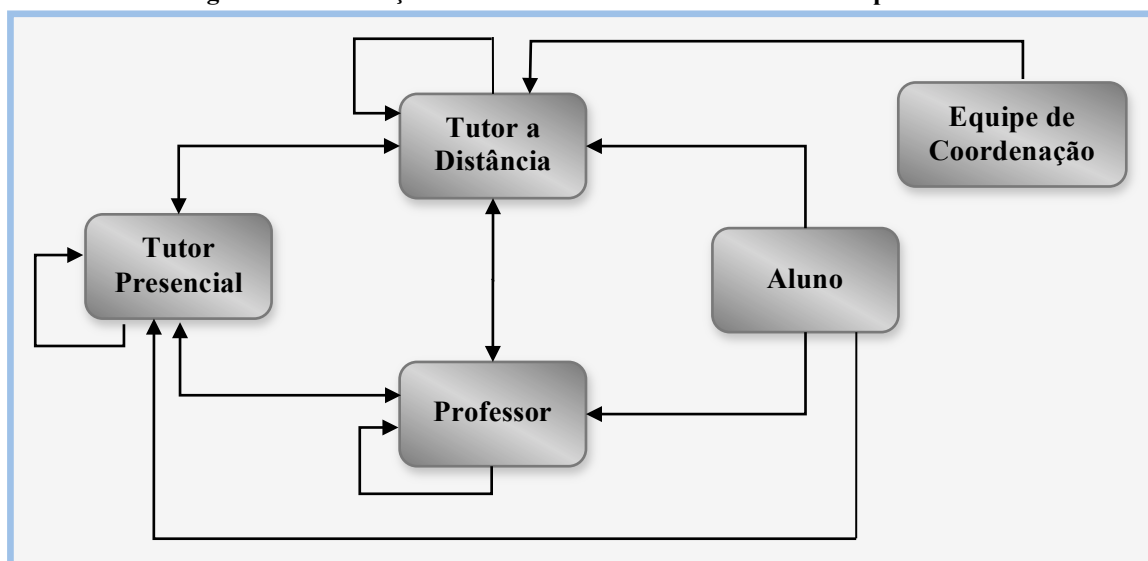 Tutor a
Distância
Equipe de
Coordenação
Tutor
Presencial
Aluno
Professor